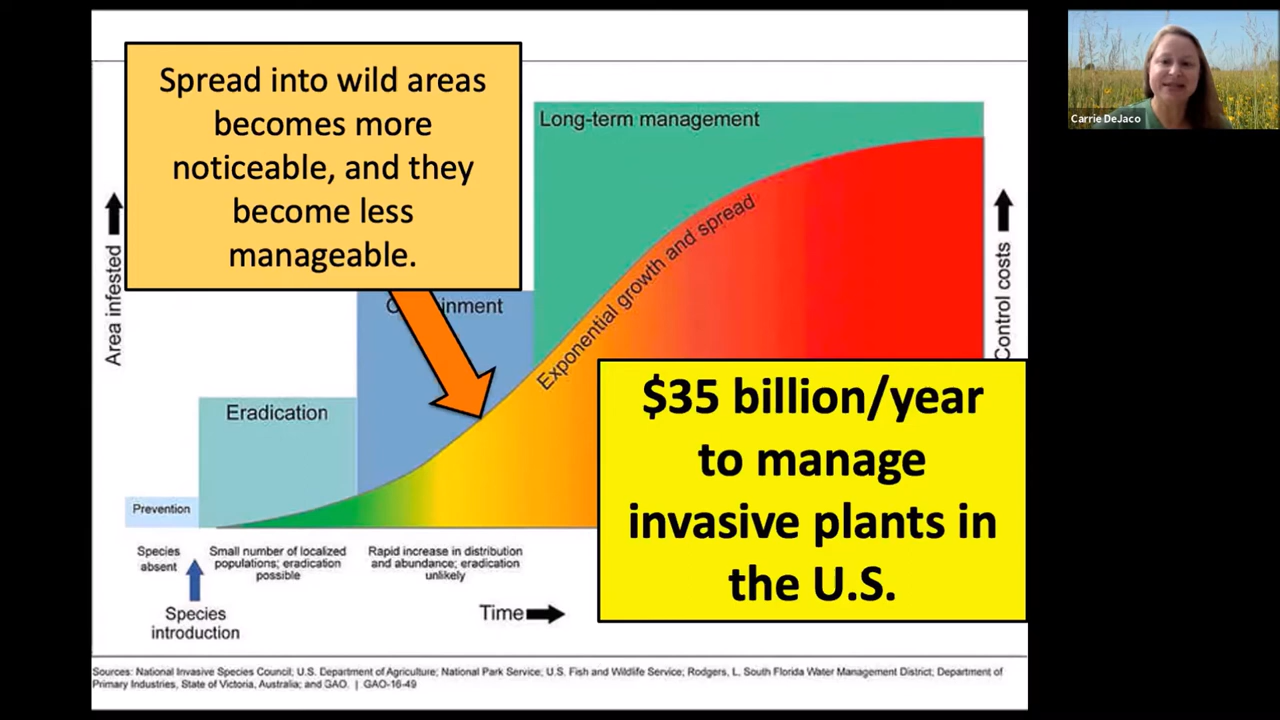 Spread into wild areas
becomes more
noticeable, and they
become less
manageable.
Long-term management
Carrie DeJaco
Area infested
Control costs
Exponential growth and spread
inment
Eradication
Prevention
$35 billion/year
to manage
invasive plants in
the U.S.
Species
absent
Small number of localized
populations; eradication
possible
Rapid increase in distribution
and abundance; eradication
unlikely
Species
introduction
Time
Sources: National Invasive Species Council; U.S. Department of Agriculture; National Park Service; U.S. Fish and Wildlife Service; Rodgers, L. South Florida Water Management District; Department of
Primary Industries, State of Victoria, Australia; and GAO. | GAO-16-49